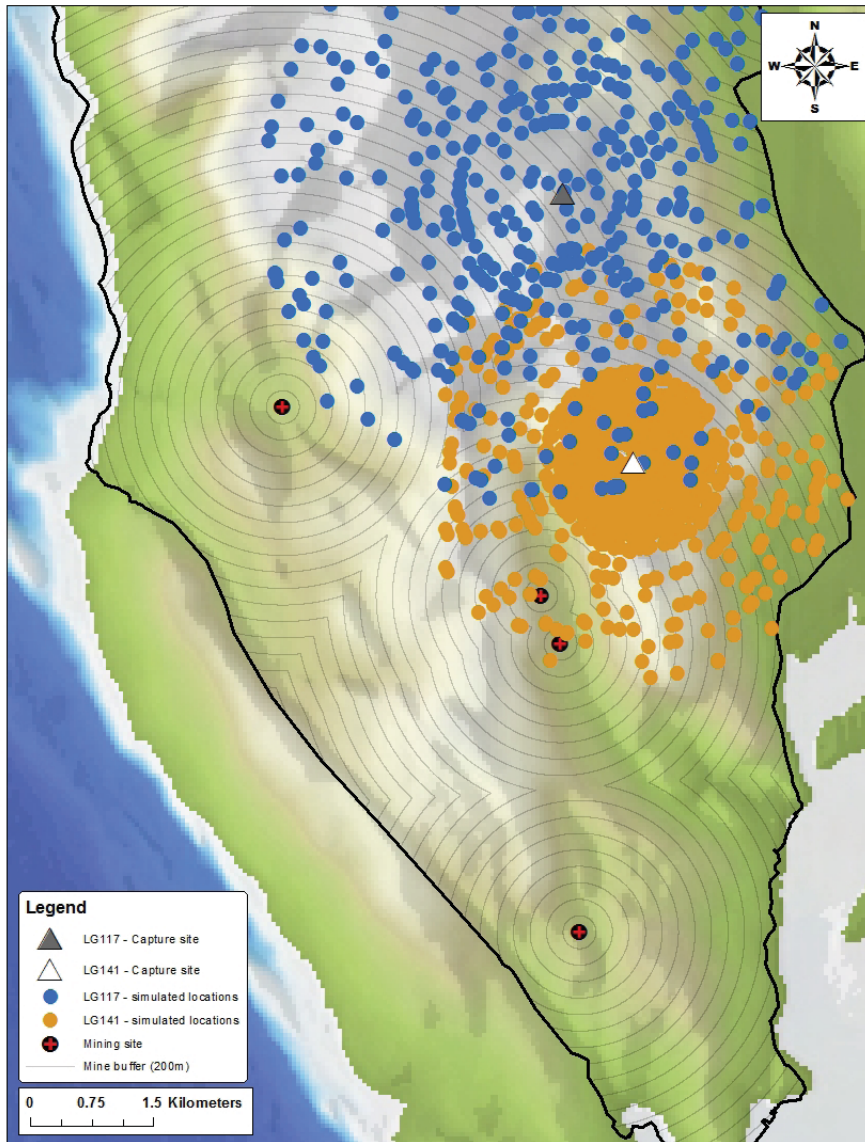 N
W E
S
Legend
LG117 - Capture site
LG141 - Capture site
LG117 - simulated locations
LG141 - simulated locations
Mining site
Mine buffer (200m)
0 0.75 1.5 Kilometers